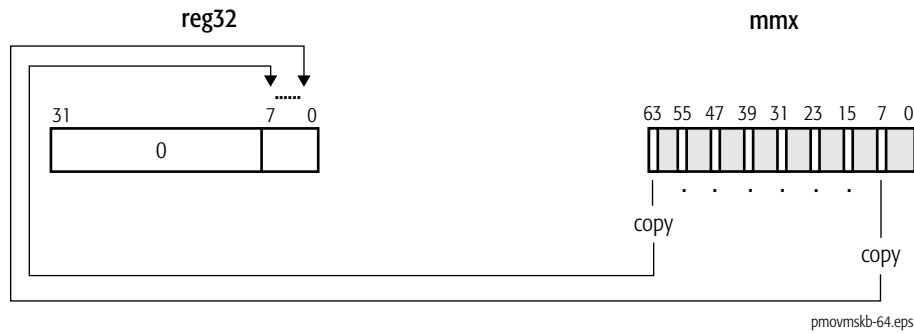 reg32 mmx
......
31 7 0 63 55 47 39 31 23 15 7 0
0
. . . . . .
copy
copy
pmovmskb-64.eps